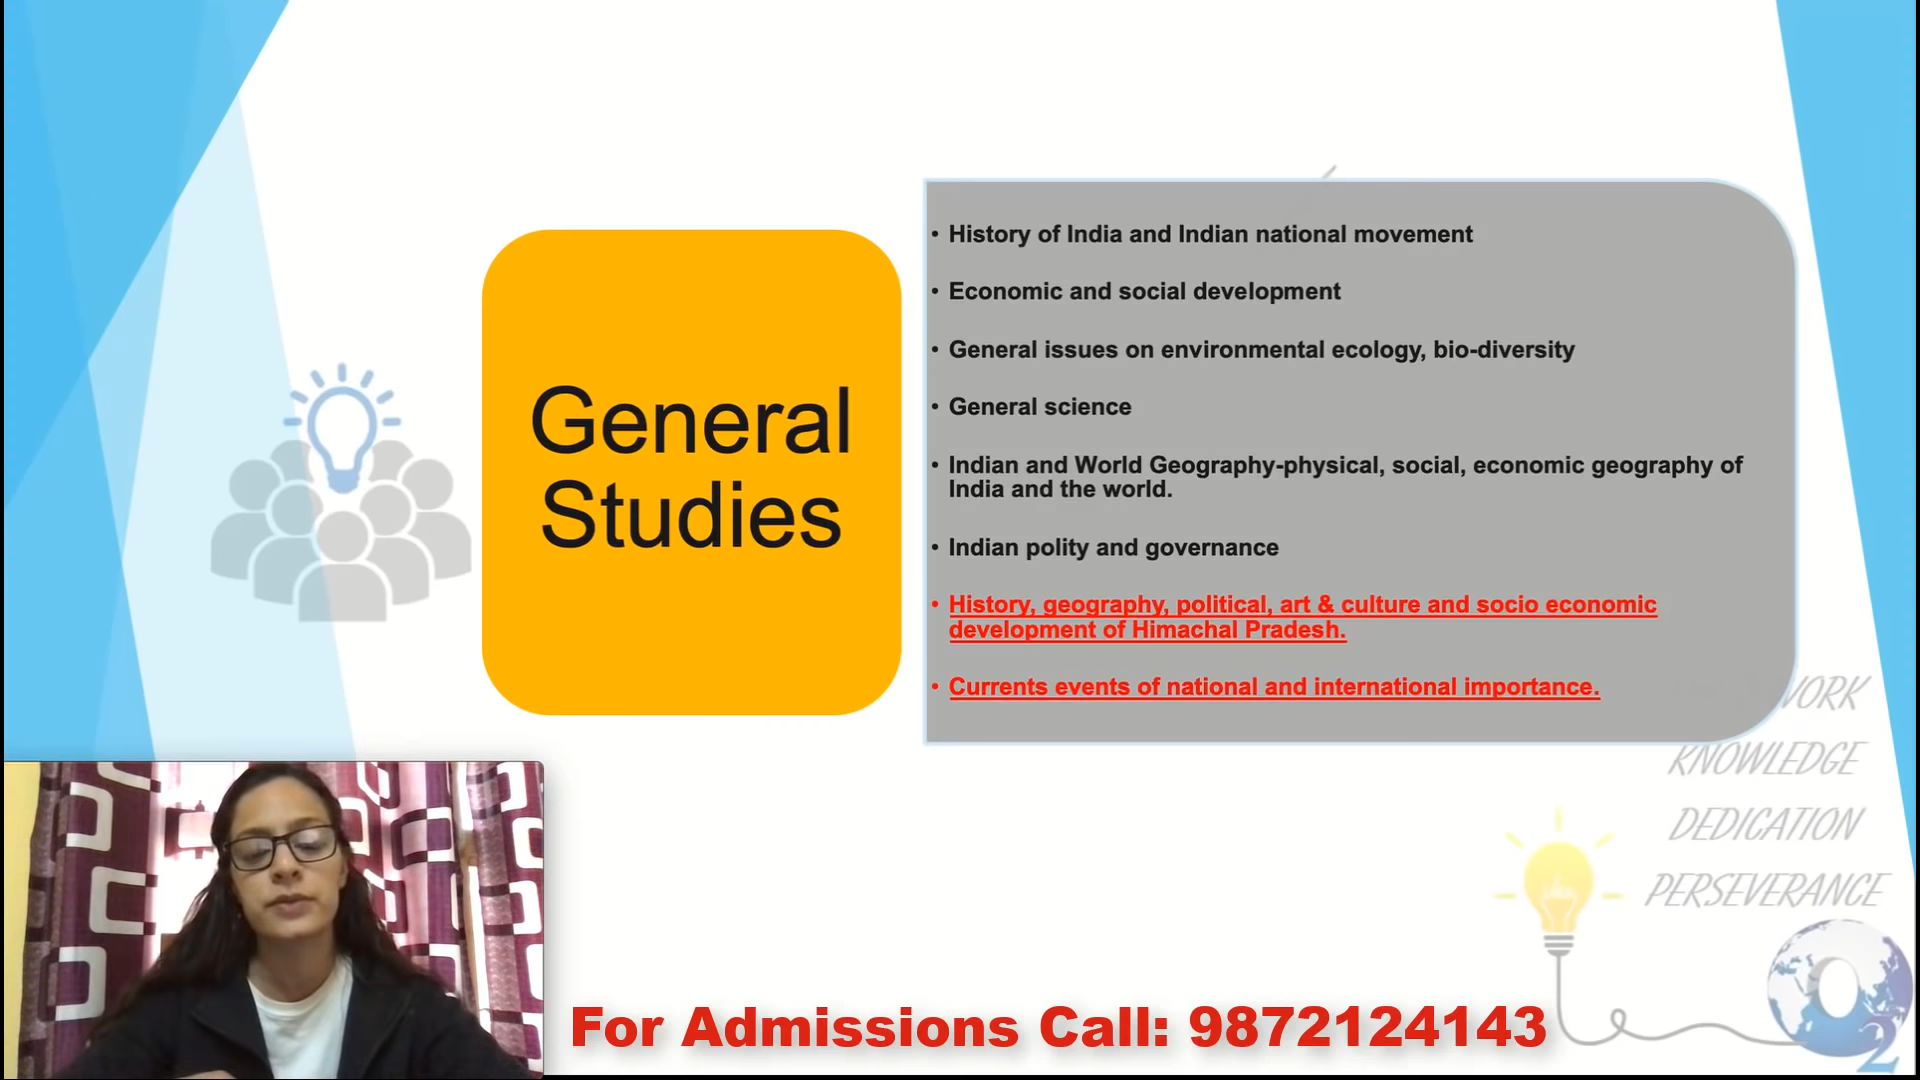 General
Studies
• History of India and Indian national movement
• Economic and social development
• General issues on environmental ecology, bio-diversity
• General science
• Indian and World Geography-physical, social, economic geography of
India and the world.
• Indian polity and governance
• History, geography, political, art & culture and socio economic
development of Himachal Pradesh.
• Currents events of national and international importance.
KNOWLEDGE
DEDICATION
PERSEVERANCE
O2
For Admissions Call: 9872124143